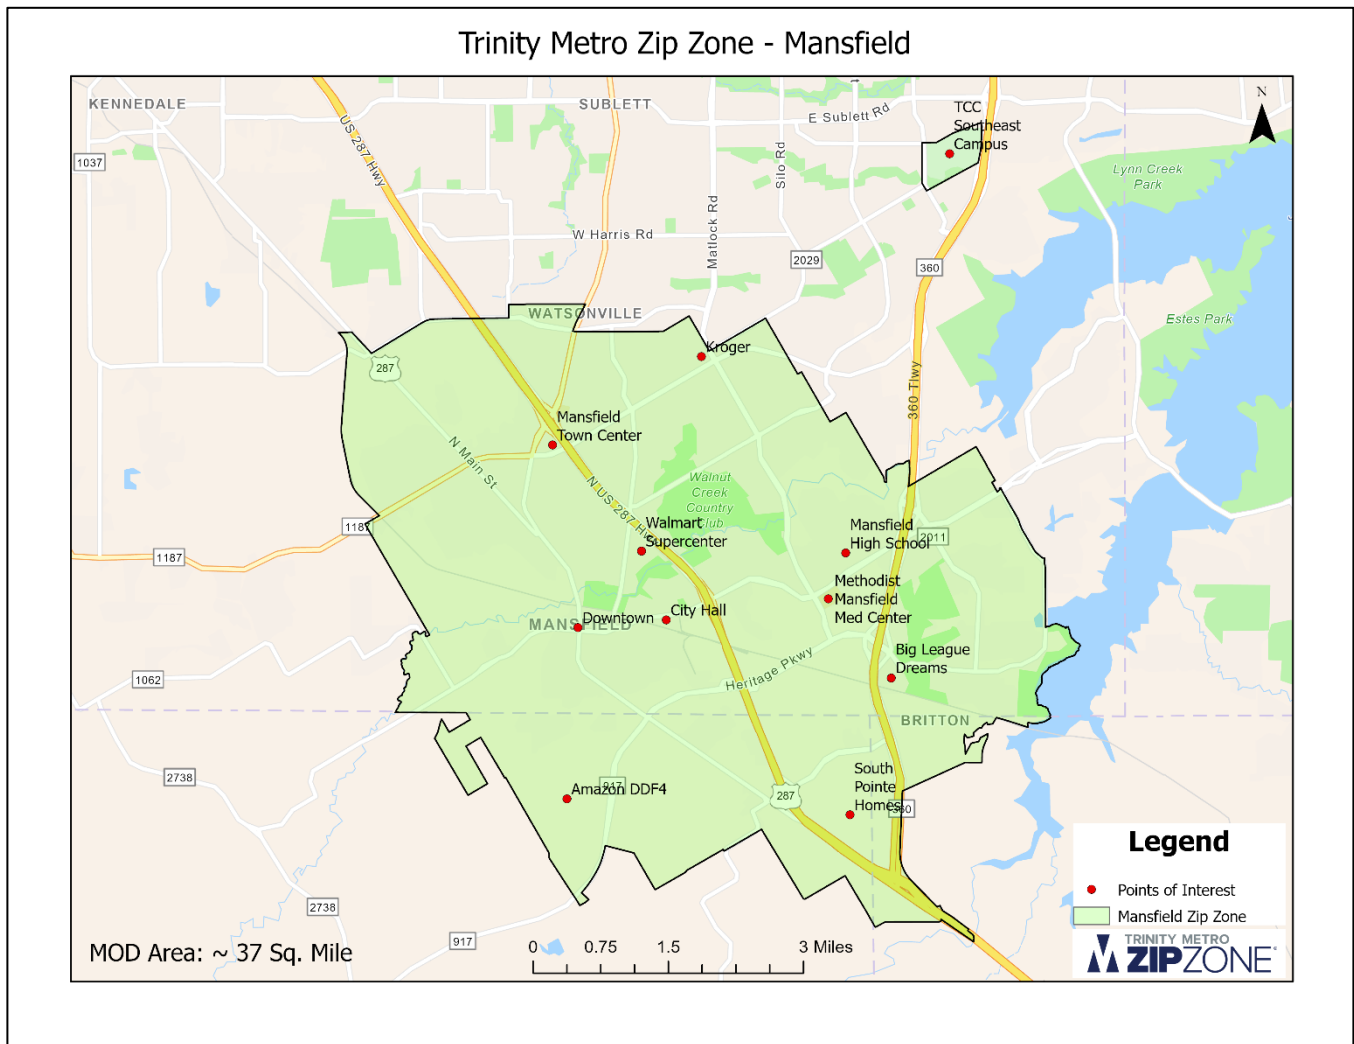 Trinity Metro Zip Zone - Mansfield
KENNEDALE
SUBLETT
E Sublett Rd
TCC
Southeast
Campus
N
1037
US 287 Hwy
Silo Rd
Lynn Creek
Park
Matlock Rd
W Harris Rd
2029
360
WATSONVILLE
Estes Park
Kroger
287
360 Tlwy
Mansfield
Town Center
N Main St
N US 287 Hwy
Walnut
Creek
Country
Club
1187
1187
Walmart
Supercenter
Mansfield
High School
2011
Methodist
Mansfield
Med Center
MANSFIELD
Downtown
City Hall
Heritage Pkwy
Big League
Dreams
1062
BRITTON
2738
917
Amazon DDF4
287
South
Pointe
Homes
360
Legend
Points of Interest
Mansfield Zip Zone
2738
917
MOD Area: ~ 37 Sq. Mile
0 0.75 1.5 3 Miles
TRINITY METRO
ZIPZONE